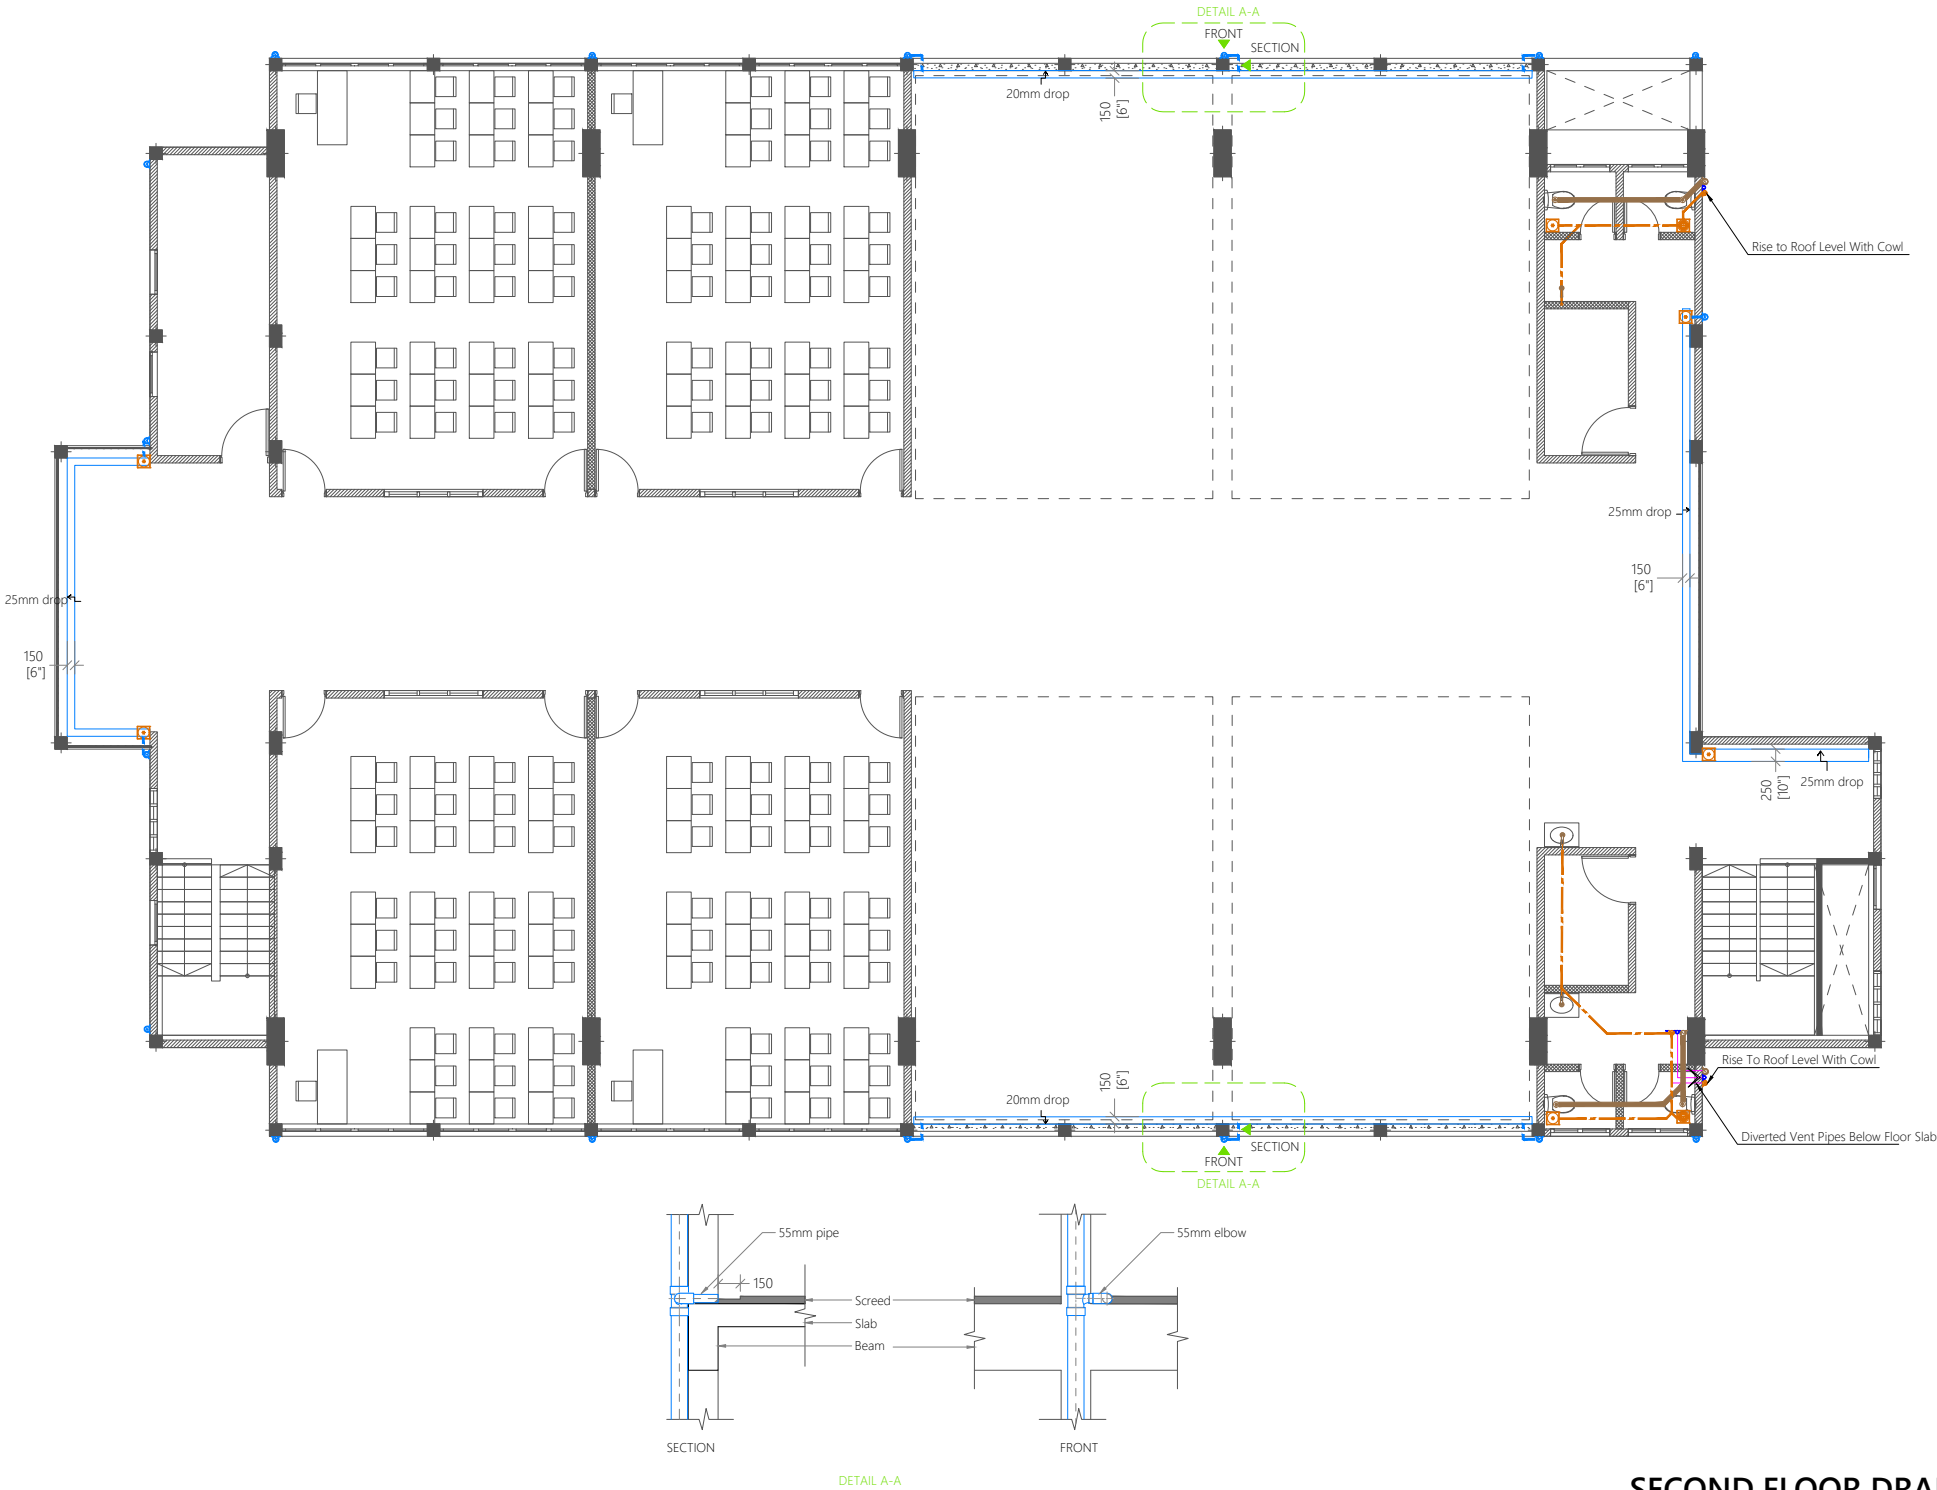 DETAIL A-A
FRONT
SECTION
20mm drop
150
[6"]
Rise to Roof Level With Cowl
25mm drop
150
[6"]
25mm drop
150
[6"]
250
[10"]
25mm drop
150
[6"]
20mm drop
Rise To Roof Level With Cowl
Diverted Vent Pipes Below Floor Slab
SECTION
FRONT
DETAIL A-A
55mm pipe
150
Screed
Slab
Beam
55mm elbow
SECTION
FRONT
DETAIL A-A